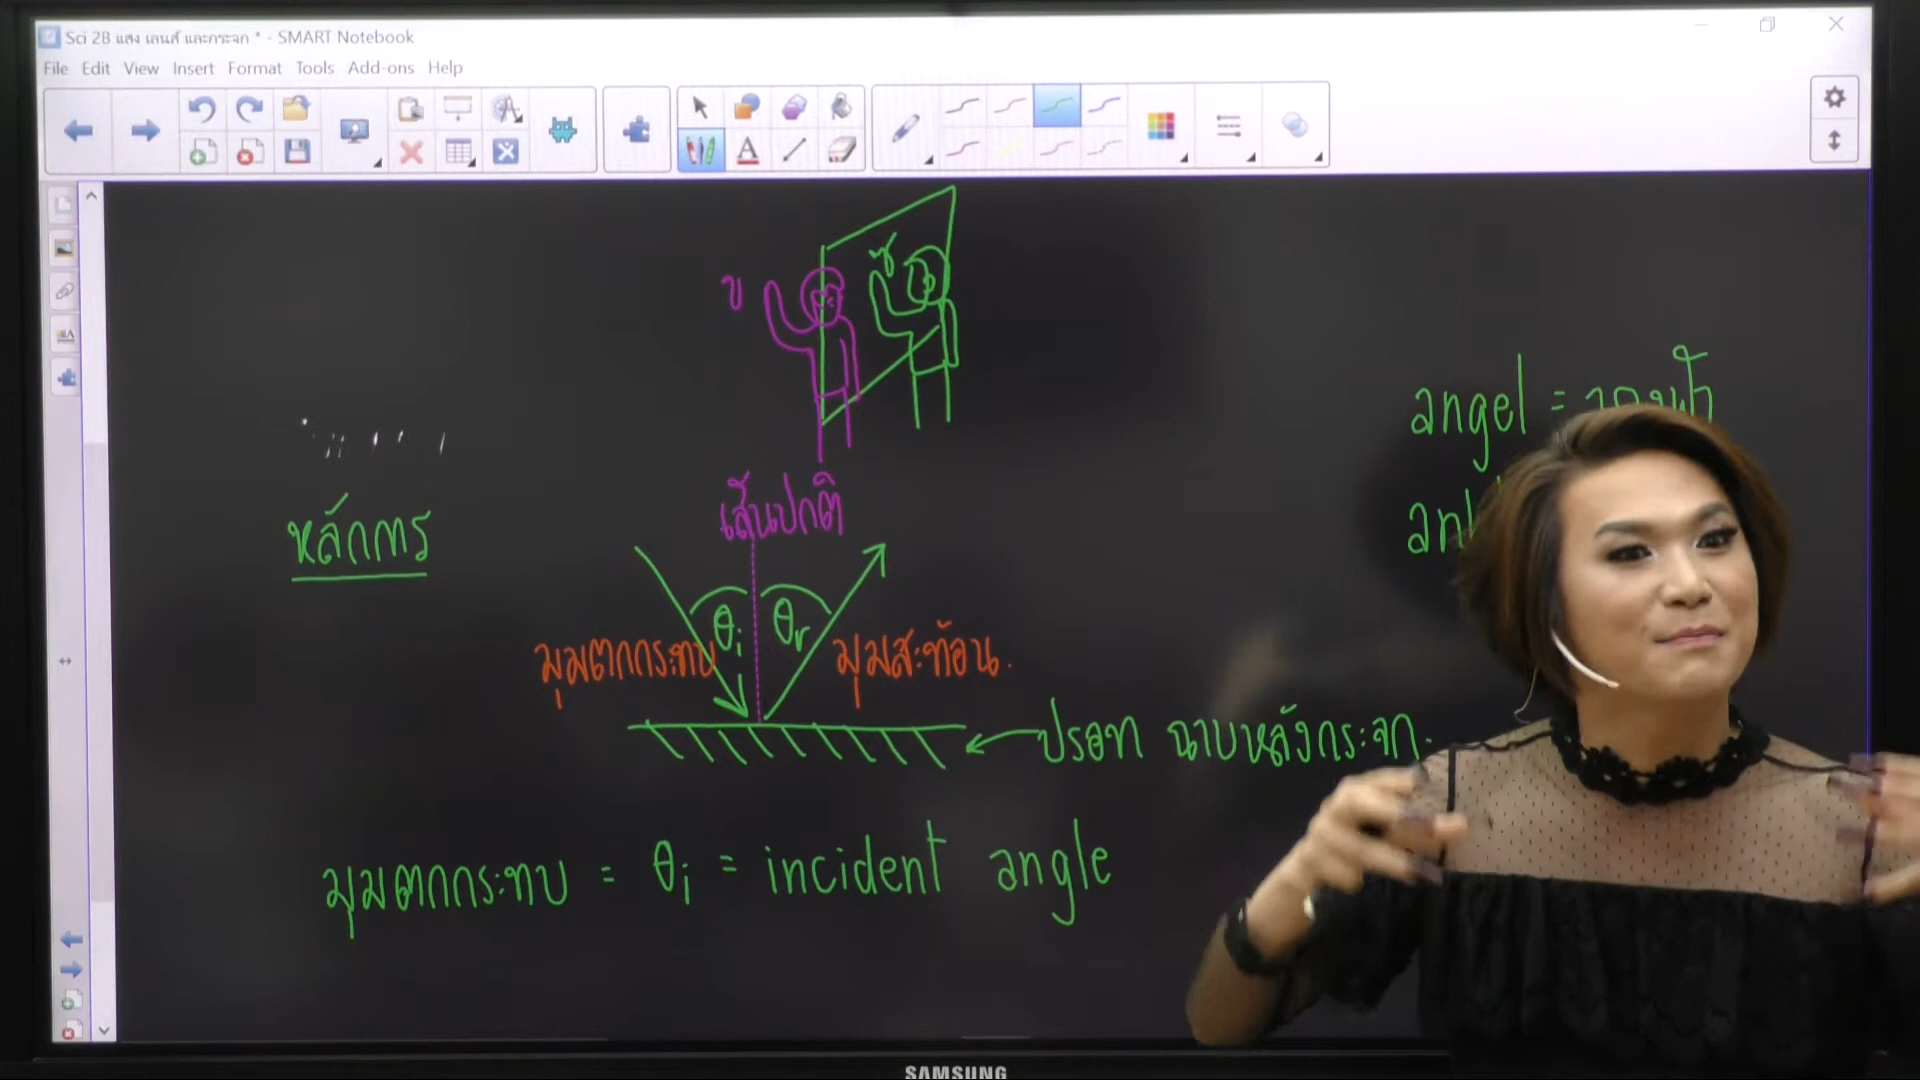 Sci 2B แสง เลนส์ และกระจก * - SMART Notebook
File Edit View Insert Format Tools Add-ons Help
ข
ซ
angel =
หลักการ
เส้นปกติ
θi θr
มุมตกกระทบ
มุมสะท้อน.
ปรอท ฉาบหลังกระจก.
มุมตกกระทบ = θi = incident angle
SAMSUNG